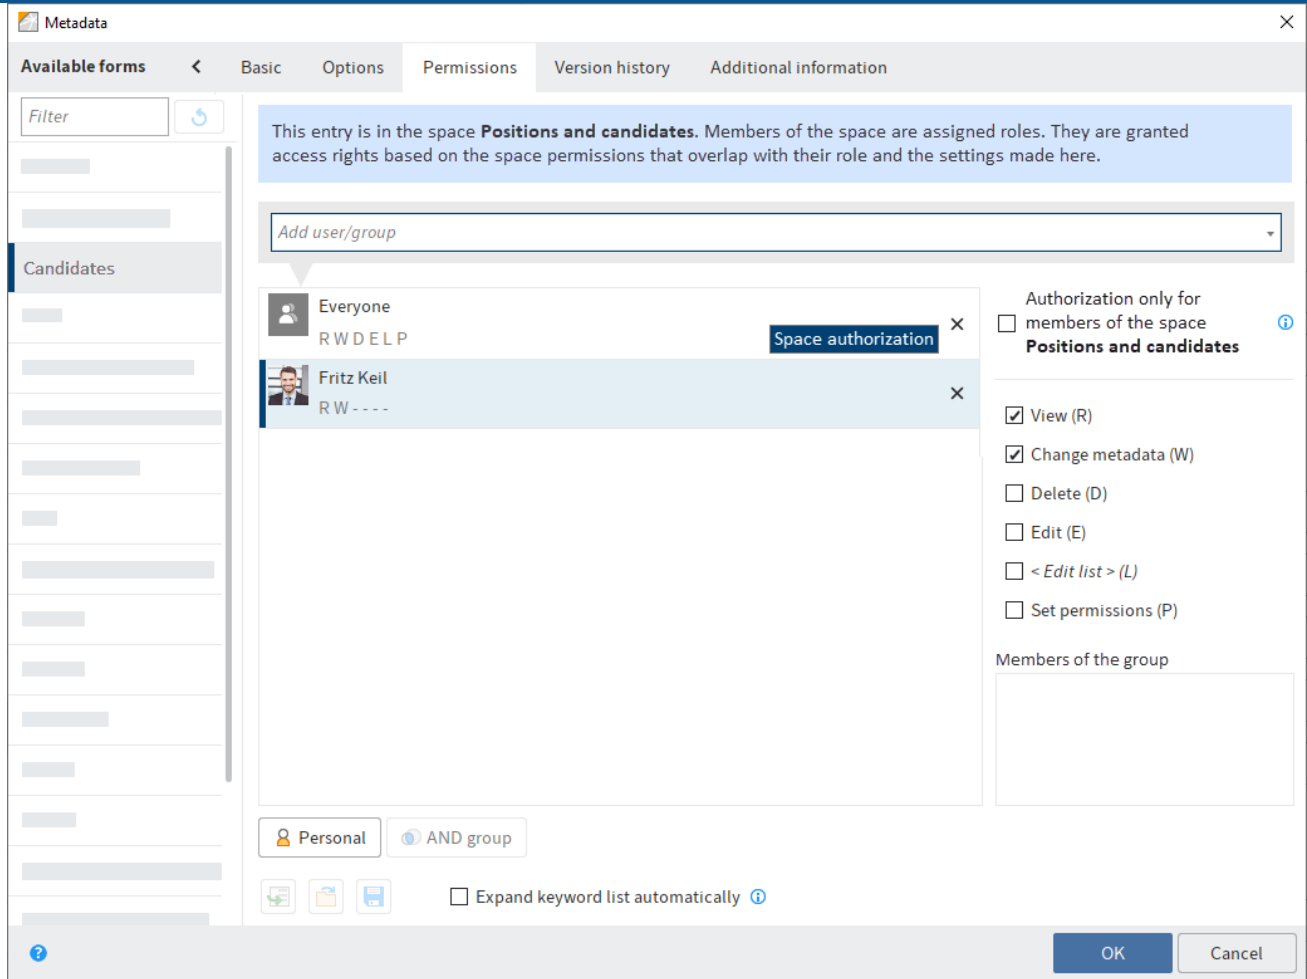 Metadata
Available forms
Basic
Options
Permissions
Version history
Additional information
Filter
This entry is in the space Positions and candidates. Members of the space are assigned roles. They are granted
access rights based on the space permissions that overlap with their role and the settings made here.
Add user/group
Candidates
Everyone
R W D E L P
Space authorization
Fritz Keil
R W - - - -
Authorization only for
members of the space
Positions and candidates
View (R)
Change metadata (W)
Delete (D)
Edit (E)
< Edit list > (L)
Set permissions (P)
Members of the group
Personal
AND group
Expand keyword list automatically
OK
Cancel